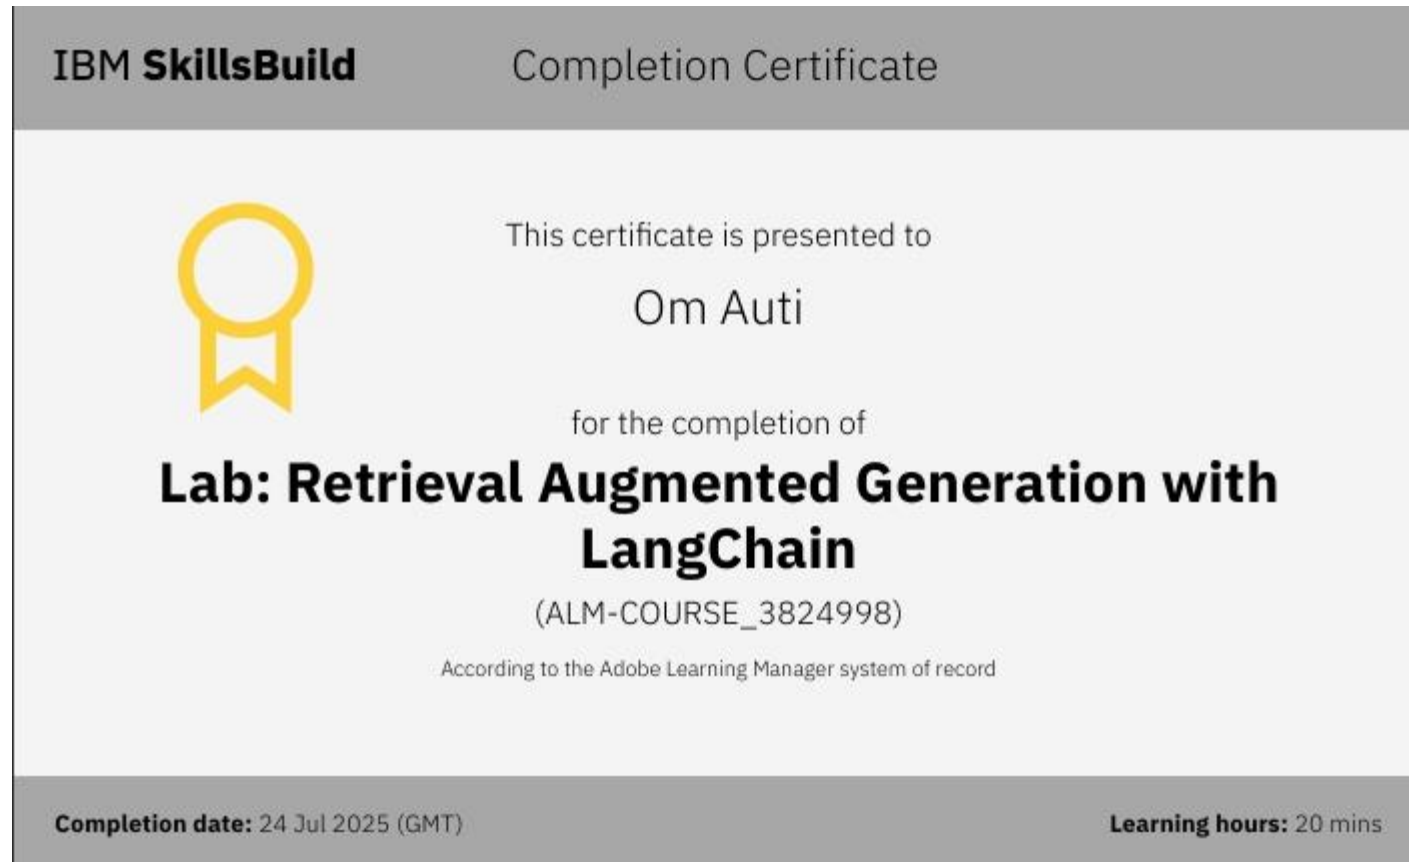 IBM SkillsBuild
Completion Certificate
This certificate is presented to
Om Auti
for the completion of
Lab: Retrieval Augmented Generation with
LangChain
(ALM-COURSE_3824998)
According to the Adobe Learning Manager system of record
Completion date: 24 Jul 2025 (GMT)
Learning hours: 20 mins